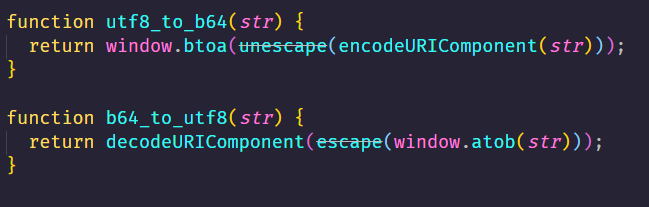 function utf8_to_b64(str) {
  return window.btoa(unescape(encodeURIComponent(str)));
}

function b64_to_utf8(str) {
  return decodeURIComponent(escape(window.atob(str)));
}